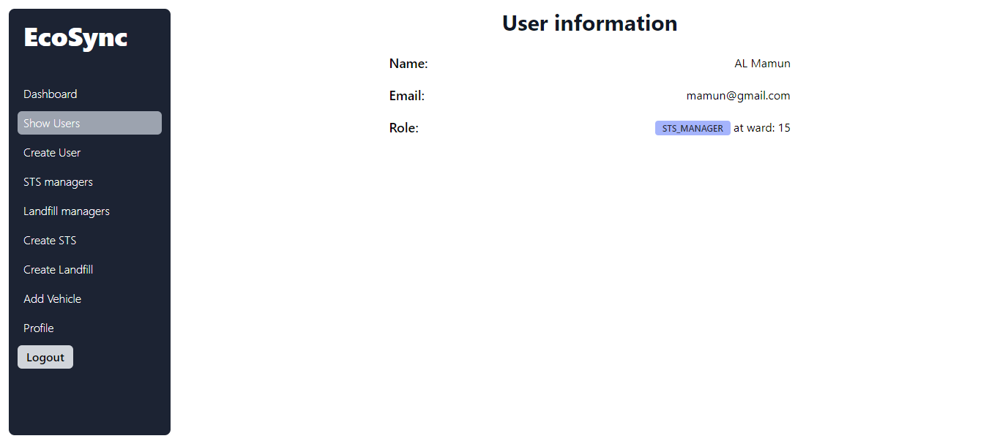 EcoSync
Dashboard
Show Users
Create User
STS managers
Landfill managers
Create STS
Create Landfill
Add Vehicle
Profile
Logout
User information
Name: AL Mamun
Email: mamun@gmail.com
Role: STS_MANAGER at ward: 15